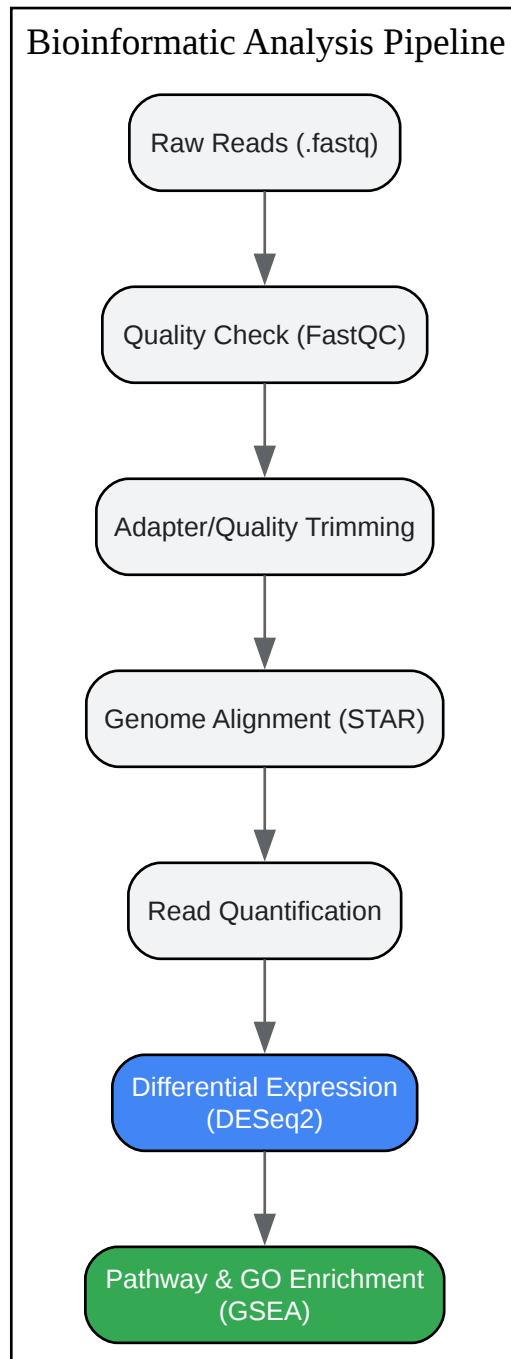 Bioinformatic Analysis Pipeline
Raw Reads (.fastq)
Quality Check (FastQC)
Adapter/Quality Trimming
Genome Alignment (STAR)
Read Quantification
Differential Expression
(DESeq2)
Pathway & GO Enrichment
(GSEA)